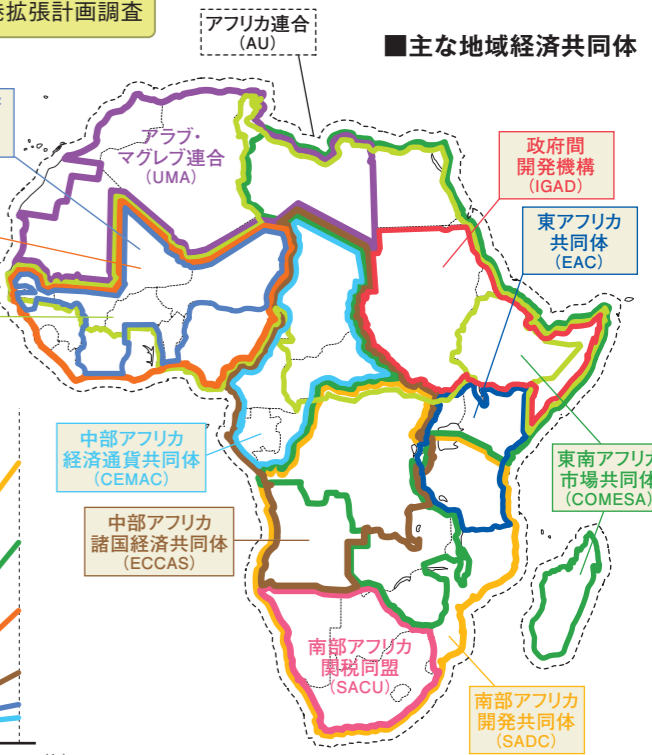 発拡張計画調査
アフリカ連合
(AU)
■主な地域経済共同体
アラブ・
マグレブ連合
(UMA)
政府間
開発機構
(IGAD)
東アフリカ
共同体
(EAC)
中部アフリカ
経済通貨共同体
(CEMAC)
東南アフリカ
市場共同体
(COMESA)
中部アフリカ
諸国経済共同体
(ECCAS)
南部アフリカ
関税同盟
(SACU)
南部アフリカ
開発共同体
(SADC)